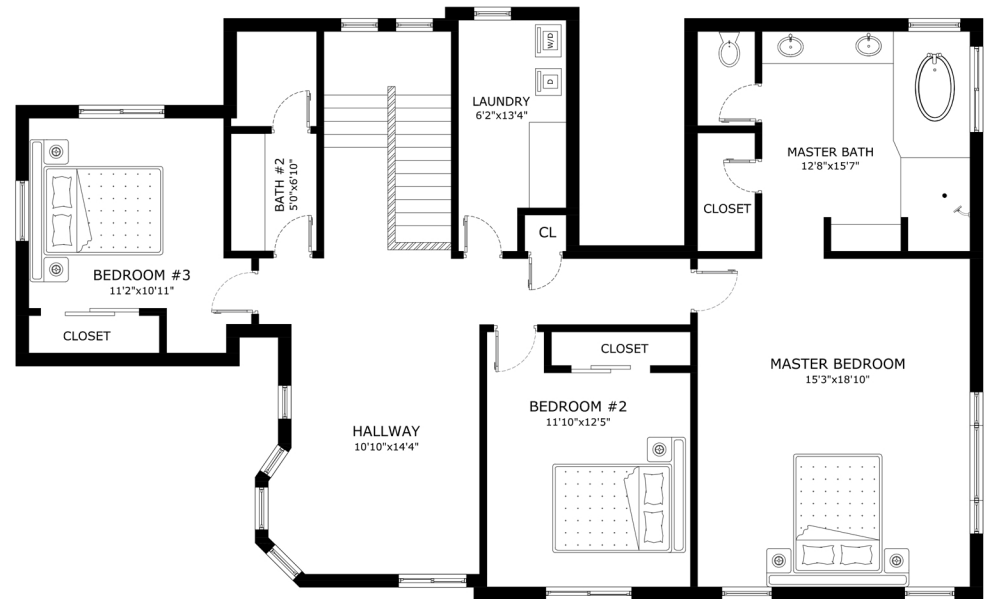 W/D
D
LAUNDRY
6'2"x13'4"
BATH #2
5'0"x6'10"
MASTER BATH
12'8"x15'7"
CLOSET
CL
BEDROOM #3
11'2"x10'11"
CLOSET
CLOSET
MASTER BEDROOM
15'3"x18'10"
BEDROOM #2
11'10"x12'5"
HALLWAY
10'10"x14'4"